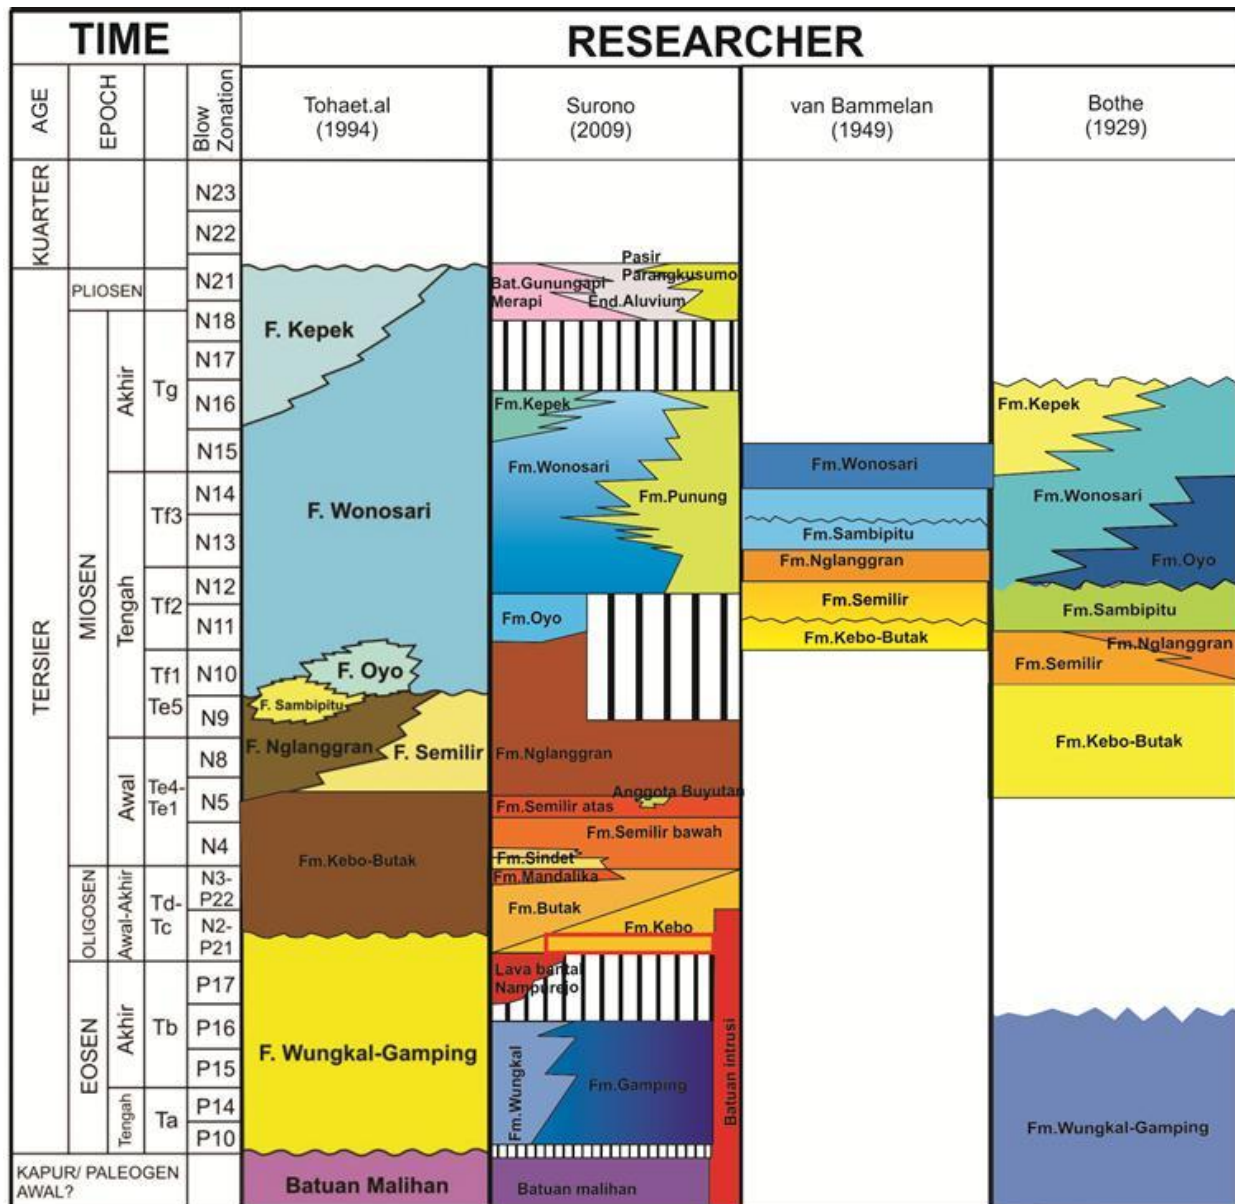 TIME
RESEARCHER
AGE
EPOCH
Blow
Zonation
Tohaet.al
(1994)
Surono
(2009)
van Bammelan
(1949)
Bothe
(1929)
KUARTER
TERSIER
KAPUR/ PALEOGEN
AWAL?
PLIOSEN
MIOSEN
OLIGOSEN
EOSEN
Akhir
Tengah
Awal
Awal-Akhir
Akhir
Tengah
Tg
Tf3
Tf2
Tf1
Te5
Te4-
Te1
Td-
Tc
Tb
Ta
N23
N22
N21
N18
N17
N16
N15
N14
N13
N12
N11
N10
N9
N8
N5
N4
N3-
P22
N2-
P21
P17
P16
P15
P14
P10
F. Kepek
F. Wonosari
F. Oyo
F. Sambipitu
F. Nglanggran
F. Semilir
Fm.Kebo-Butak
F. Wungkal-Gamping
Batuan Malihan
Pasir
Parangkusumo
Bat.Gunungapi
Merapi
End.Aluvium
Fm.Kepek
Fm.Wonosari
Fm.Punung
Fm.Oyo
Fm.Nglanggran
Anggota Buyutan
Fm.Semilir atas
Fm.Semilir bawah
Fm.Sindet
Fm.Mandalika
Fm.Butak
Fm.Kebo
Lava bantal
Nampurejo
Fm.Wungkal
Fm.Gamping
Batuan intrusi
Batuan malihan
Fm.Wonosari
Fm.Sambipitu
Fm.Nglanggran
Fm.Semilir
Fm.Kebo-Butak
Fm.Kepek
Fm.Wonosari
Fm.Oyo
Fm.Sambipitu
Fm.Nglanggran
Fm.Semilir
Fm.Kebo-Butak
Fm.Wungkal-Gamping